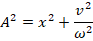 A² = x² + v²/ω²